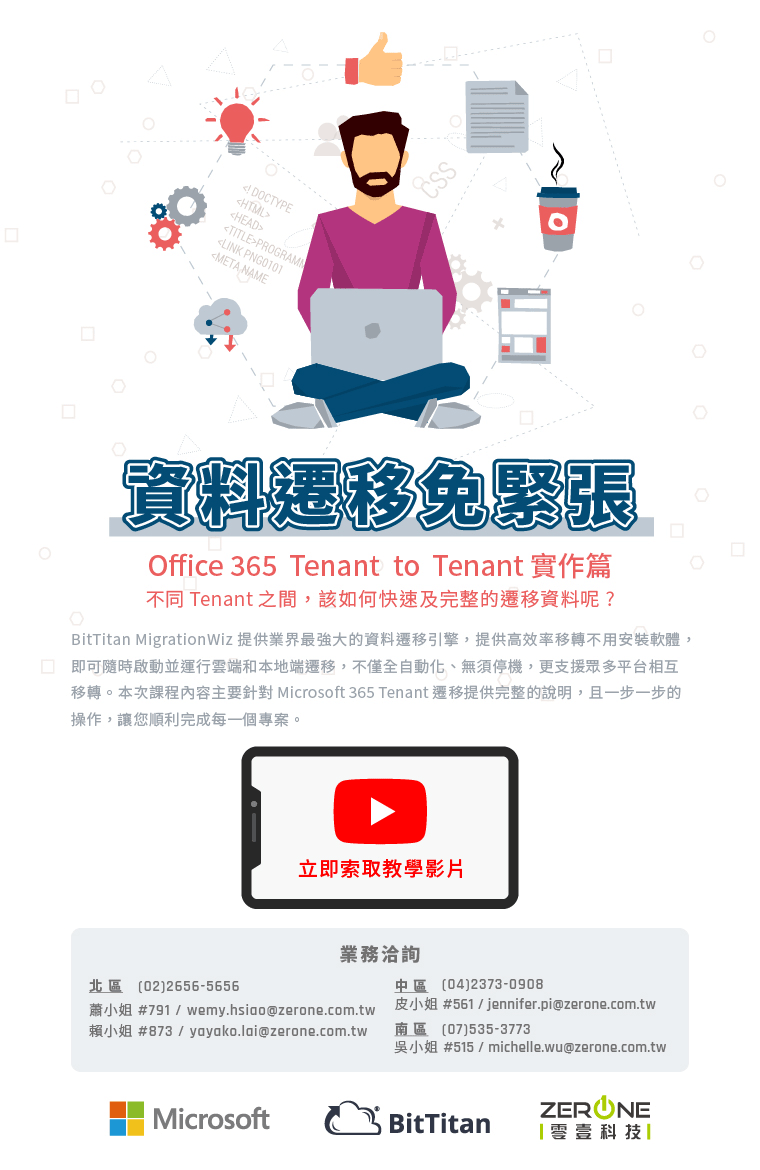 <! DOCTYPE
<HTML>
<HEAD>
<TITLE>PROGRAMM
<LINK PNG0101
<META NAME
CSS
資料遷移免緊張
Office 365 Tenant to Tenant 實作篇
不同 Tenant 之間，該如何快速及完整的遷移資料呢？
BitTitan MigrationWiz 提供業界最強大的資料遷移引擎，提供高效率移轉不用安裝軟體，
即可隨時啟動並運行雲端和本地端遷移，不僅全自動化、無須停機，更支援眾多平台相互
移轉。本次課程內容主要針對 Microsoft 365 Tenant 遷移提供完整的說明，且一步一步的
操作，讓您順利完成每一個專案。
立即索取教學影片
業務洽詢
北區 (02)2656-5656
蕭小姐 #791 / wemy.hsiao@zerone.com.tw
賴小姐 #873 / yayako.lai@zerone.com.tw
中區 (04)2373-0908
皮小姐 #561 / jennifer.pi@zerone.com.tw
南區 (07)535-3773
吳小姐 #515 / michelle.wu@zerone.com.tw
Microsoft
BitTitan
ZERONE
零壹科技